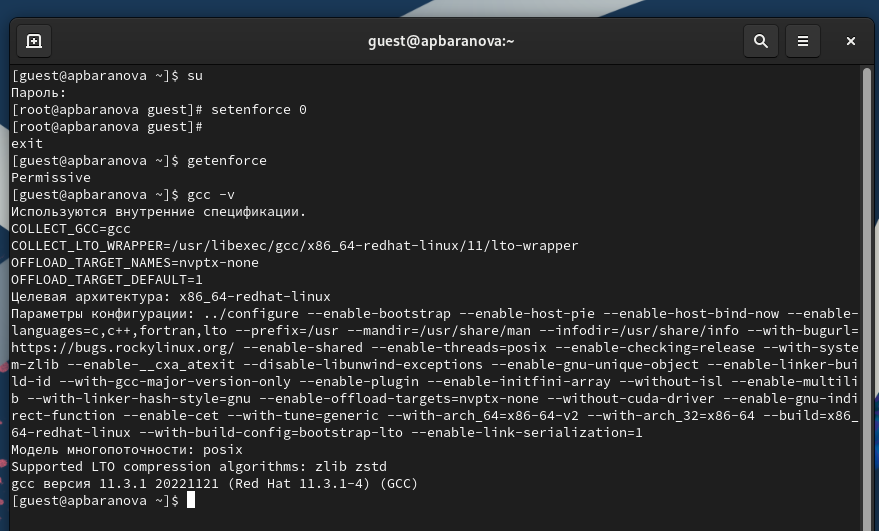 guest@apbaranova:~
[guest@apbaranova ~]$ su
Пароль:
[root@apbaranova guest]# setenforce 0
[root@apbaranova guest]#
exit
[guest@apbaranova ~]$ getenforce
Permissive
[guest@apbaranova ~]$ gcc -v
Используются внутренние спецификации.
COLLECT_GCC=gcc
COLLECT_LTO_WRAPPER=/usr/libexec/gcc/x86_64-redhat-linux/11/lto-wrapper
OFFLOAD_TARGET_NAMES=nvptx-none
OFFLOAD_TARGET_DEFAULT=1
Целевая архитектура: x86_64-redhat-linux
Параметры конфигурации: ../configure --enable-bootstrap --enable-host-pie --enable-host-bind-now --enable-
languages=c,c++,fortran,lto --prefix=/usr --mandir=/usr/share/man --infodir=/usr/share/info --with-bugurl=
https://bugs.rockylinux.org/ --enable-shared --enable-threads=posix --enable-checking=release --with-syste
m-zlib --enable-__cxa_atexit --disable-libunwind-exceptions --enable-gnu-unique-object --enable-linker-bui
ld-id --with-gcc-major-version-only --enable-plugin --enable-initfini-array --without-isl --enable-multili
b --with-linker-hash-style=gnu --enable-offload-targets=nvptx-none --without-cuda-driver --enable-gnu-indi
rect-function --enable-cet --with-tune=generic --with-arch_64=x86-64-v2 --with-arch_32=x86-64 --build=x86_
64-redhat-linux --with-build-config=bootstrap-lto --enable-link-serialization=1
Модель многопоточности: posix
Supported LTO compression algorithms: zlib zstd
gcc версия 11.3.1 20221121 (Red Hat 11.3.1-4) (GCC)
[guest@apbaranova ~]$